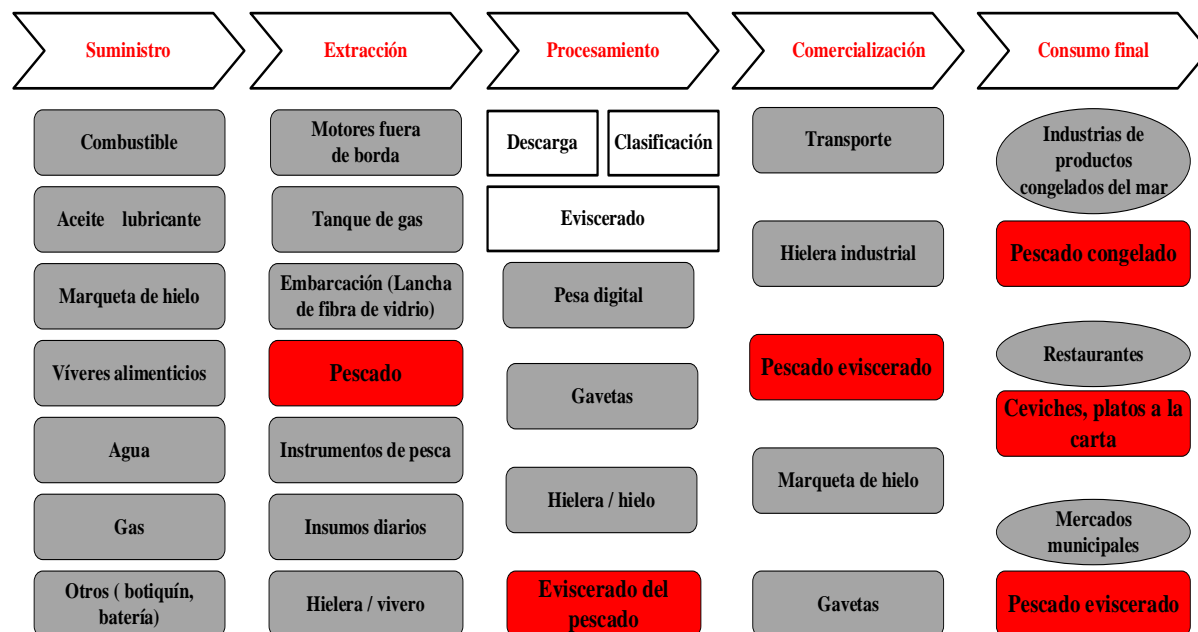 Suministro
Extracción
Procesamiento
Comercialización
Consumo final
Combustible
Aceite lubricante
Marqueta de hielo
Víveres alimenticios
Agua
Gas
Otros ( botiquín,
batería)
Motores fuera
de borda
Tanque de gas
Embarcación (Lancha
de fibra de vidrio)
Pescado
Instrumentos de pesca
Insumos diarios
Hielera / vivero
Descarga
Clasificación
Eviscerado
Pesa digital
Gavetas
Hielera / hielo
Eviscerado del
pescado
Transporte
Hielera industrial
Pescado eviscerado
Marqueta de hielo
Gavetas
Industrias de
productos
congelados del mar
Pescado congelado
Restaurantes
Ceviches, platos a la
carta
Mercados
municipales
Pescado eviscerado